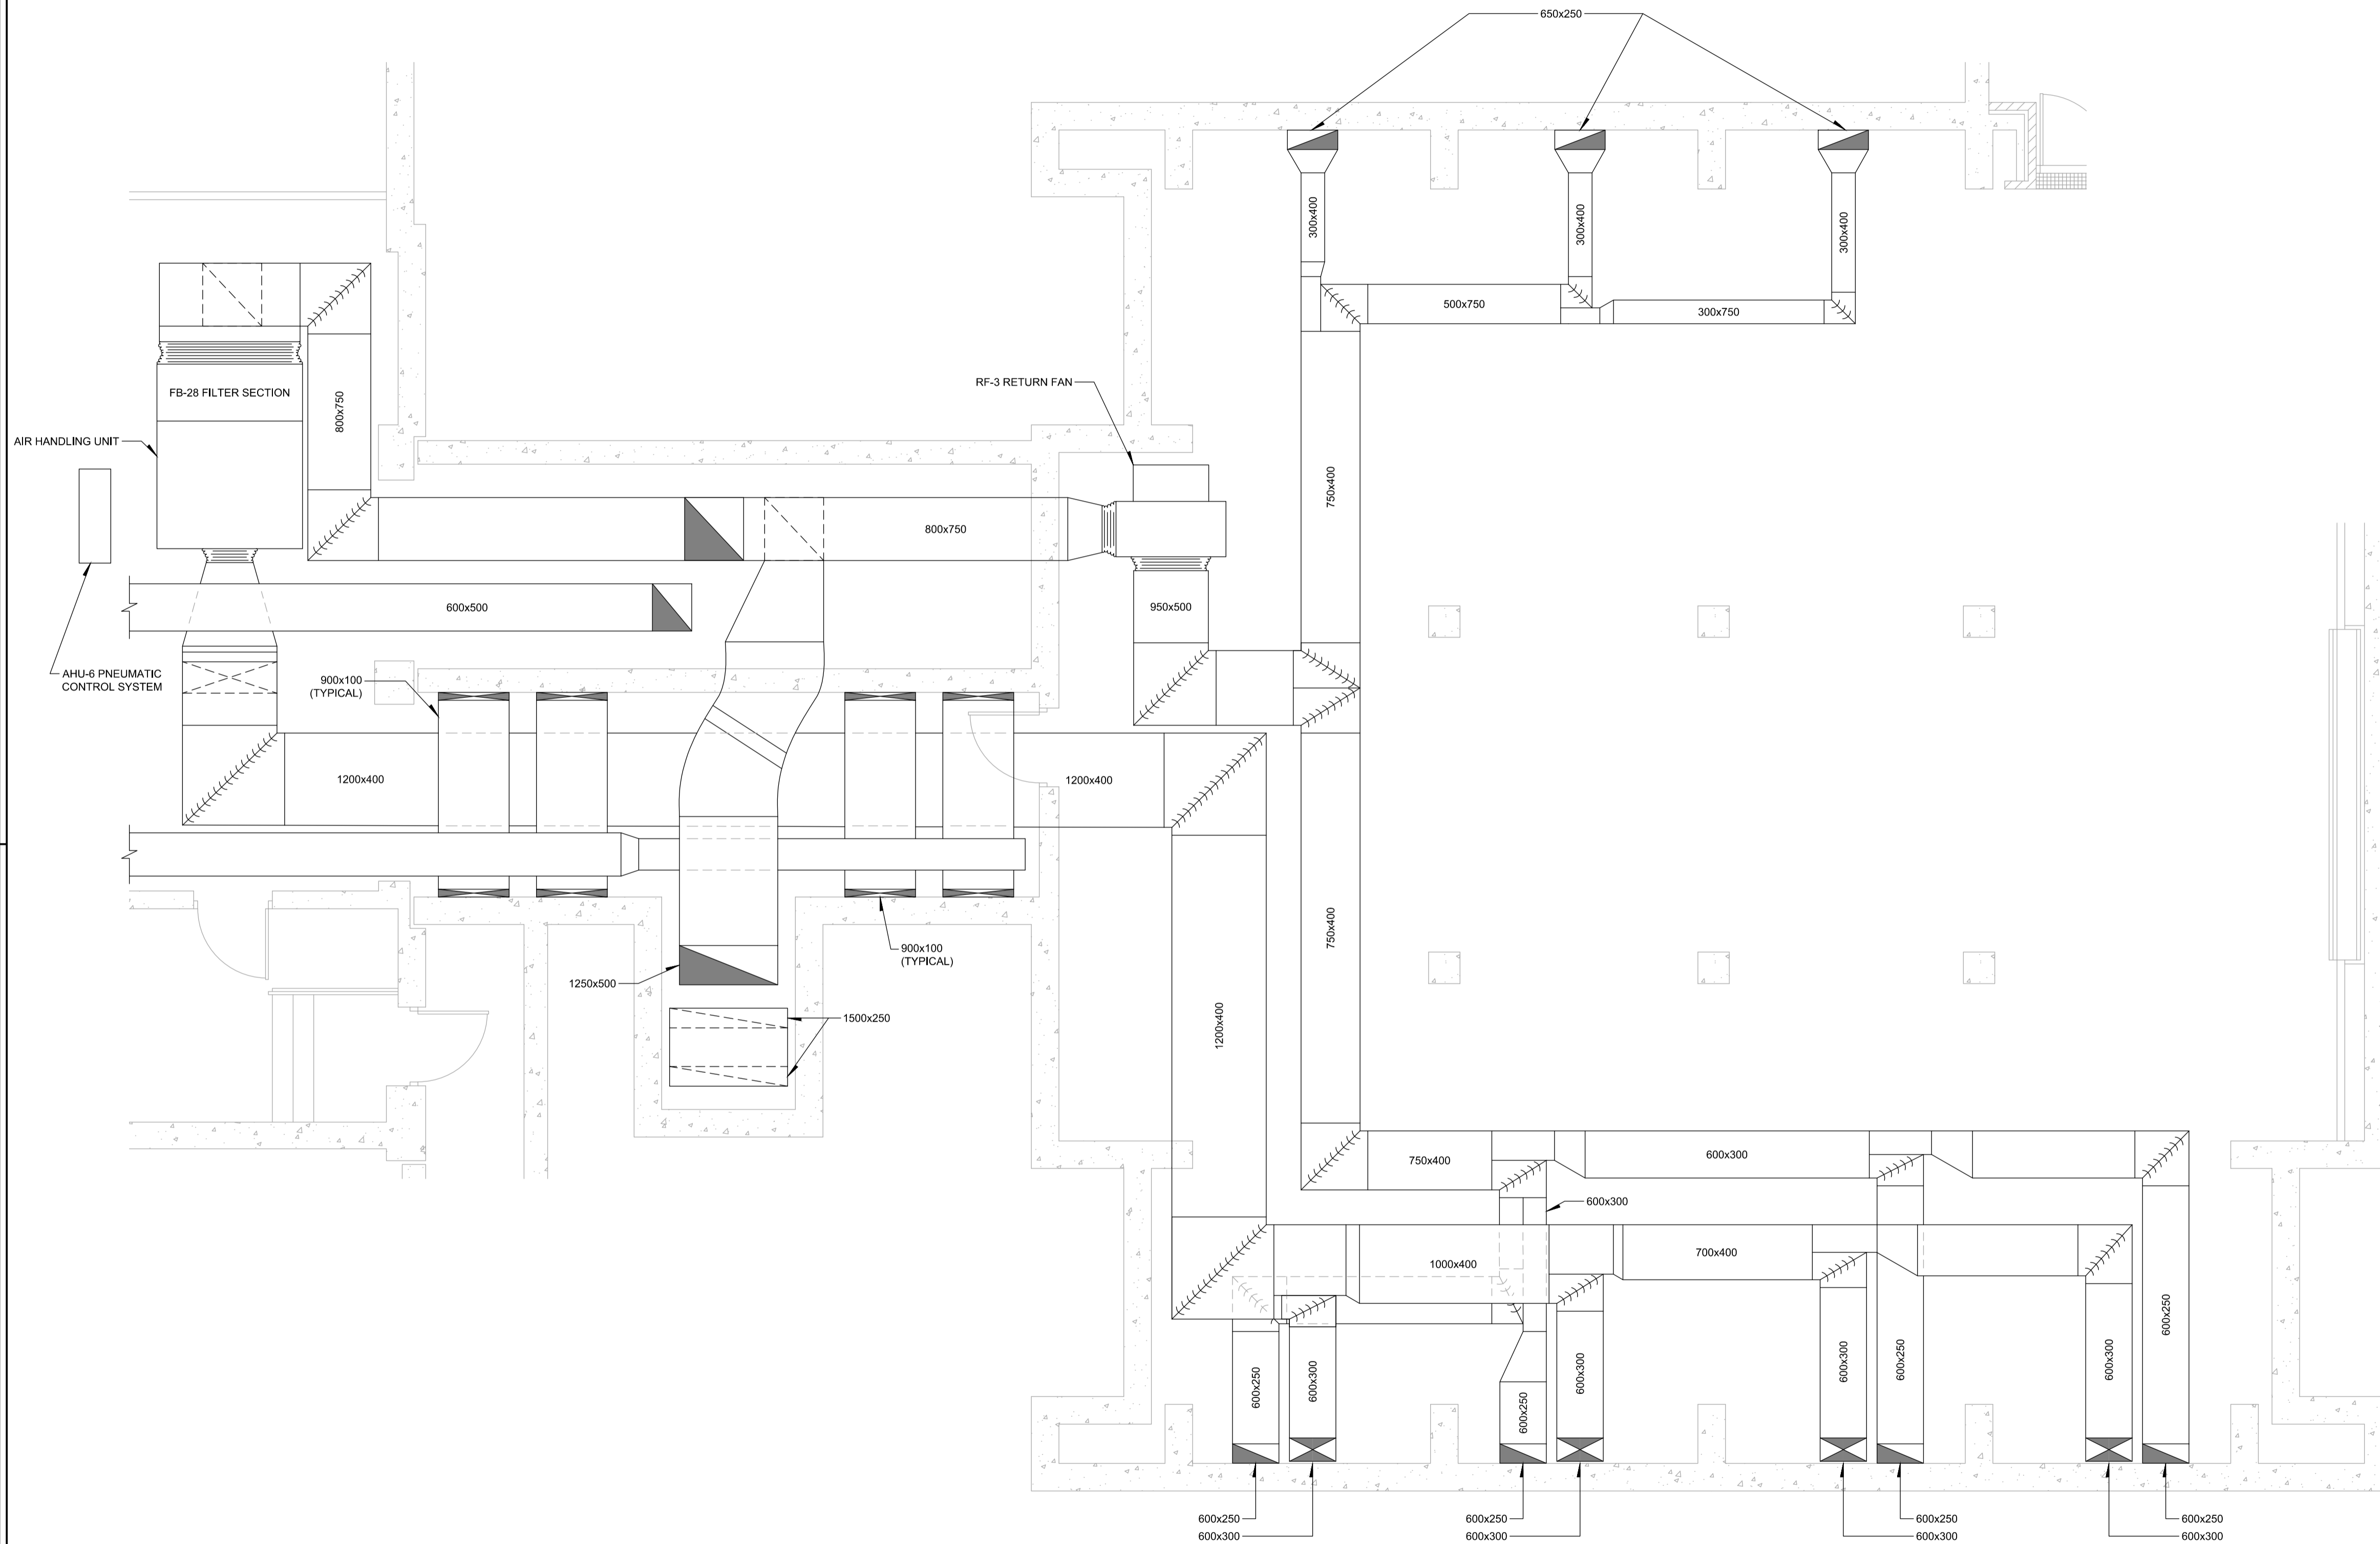 650x250
300x400
300x400
300x400
500x750
300x750
RF-3 RETURN FAN
FB-28 FILTER SECTION
800x750
AIR HANDLING UNIT
750x400
800x750
600x500
950x500
AHU-6 PNEUMATIC
CONTROL SYSTEM
900x100
(TYPICAL)
1200x400
1200x400
750x400
900x100
(TYPICAL)
1250x500
1500x250
1200x400
750x400
600x300
600x300
1000x400
700x400
600x250
600x250
600x300
600x250
600x300
600x300
600x250
600x300
600x250
600x300
600x250
600x300
600x250
600x300
600x250
600x300